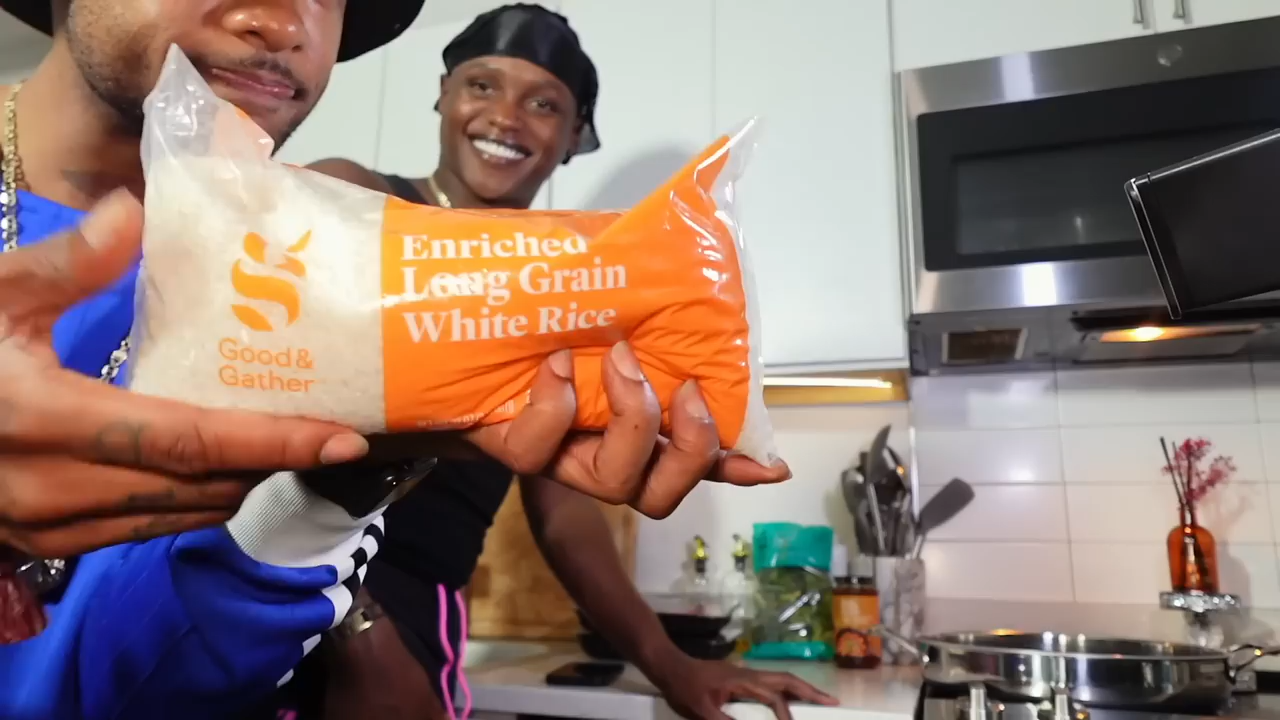 Enriched
Long Grain
White Rice
Good &
Gather